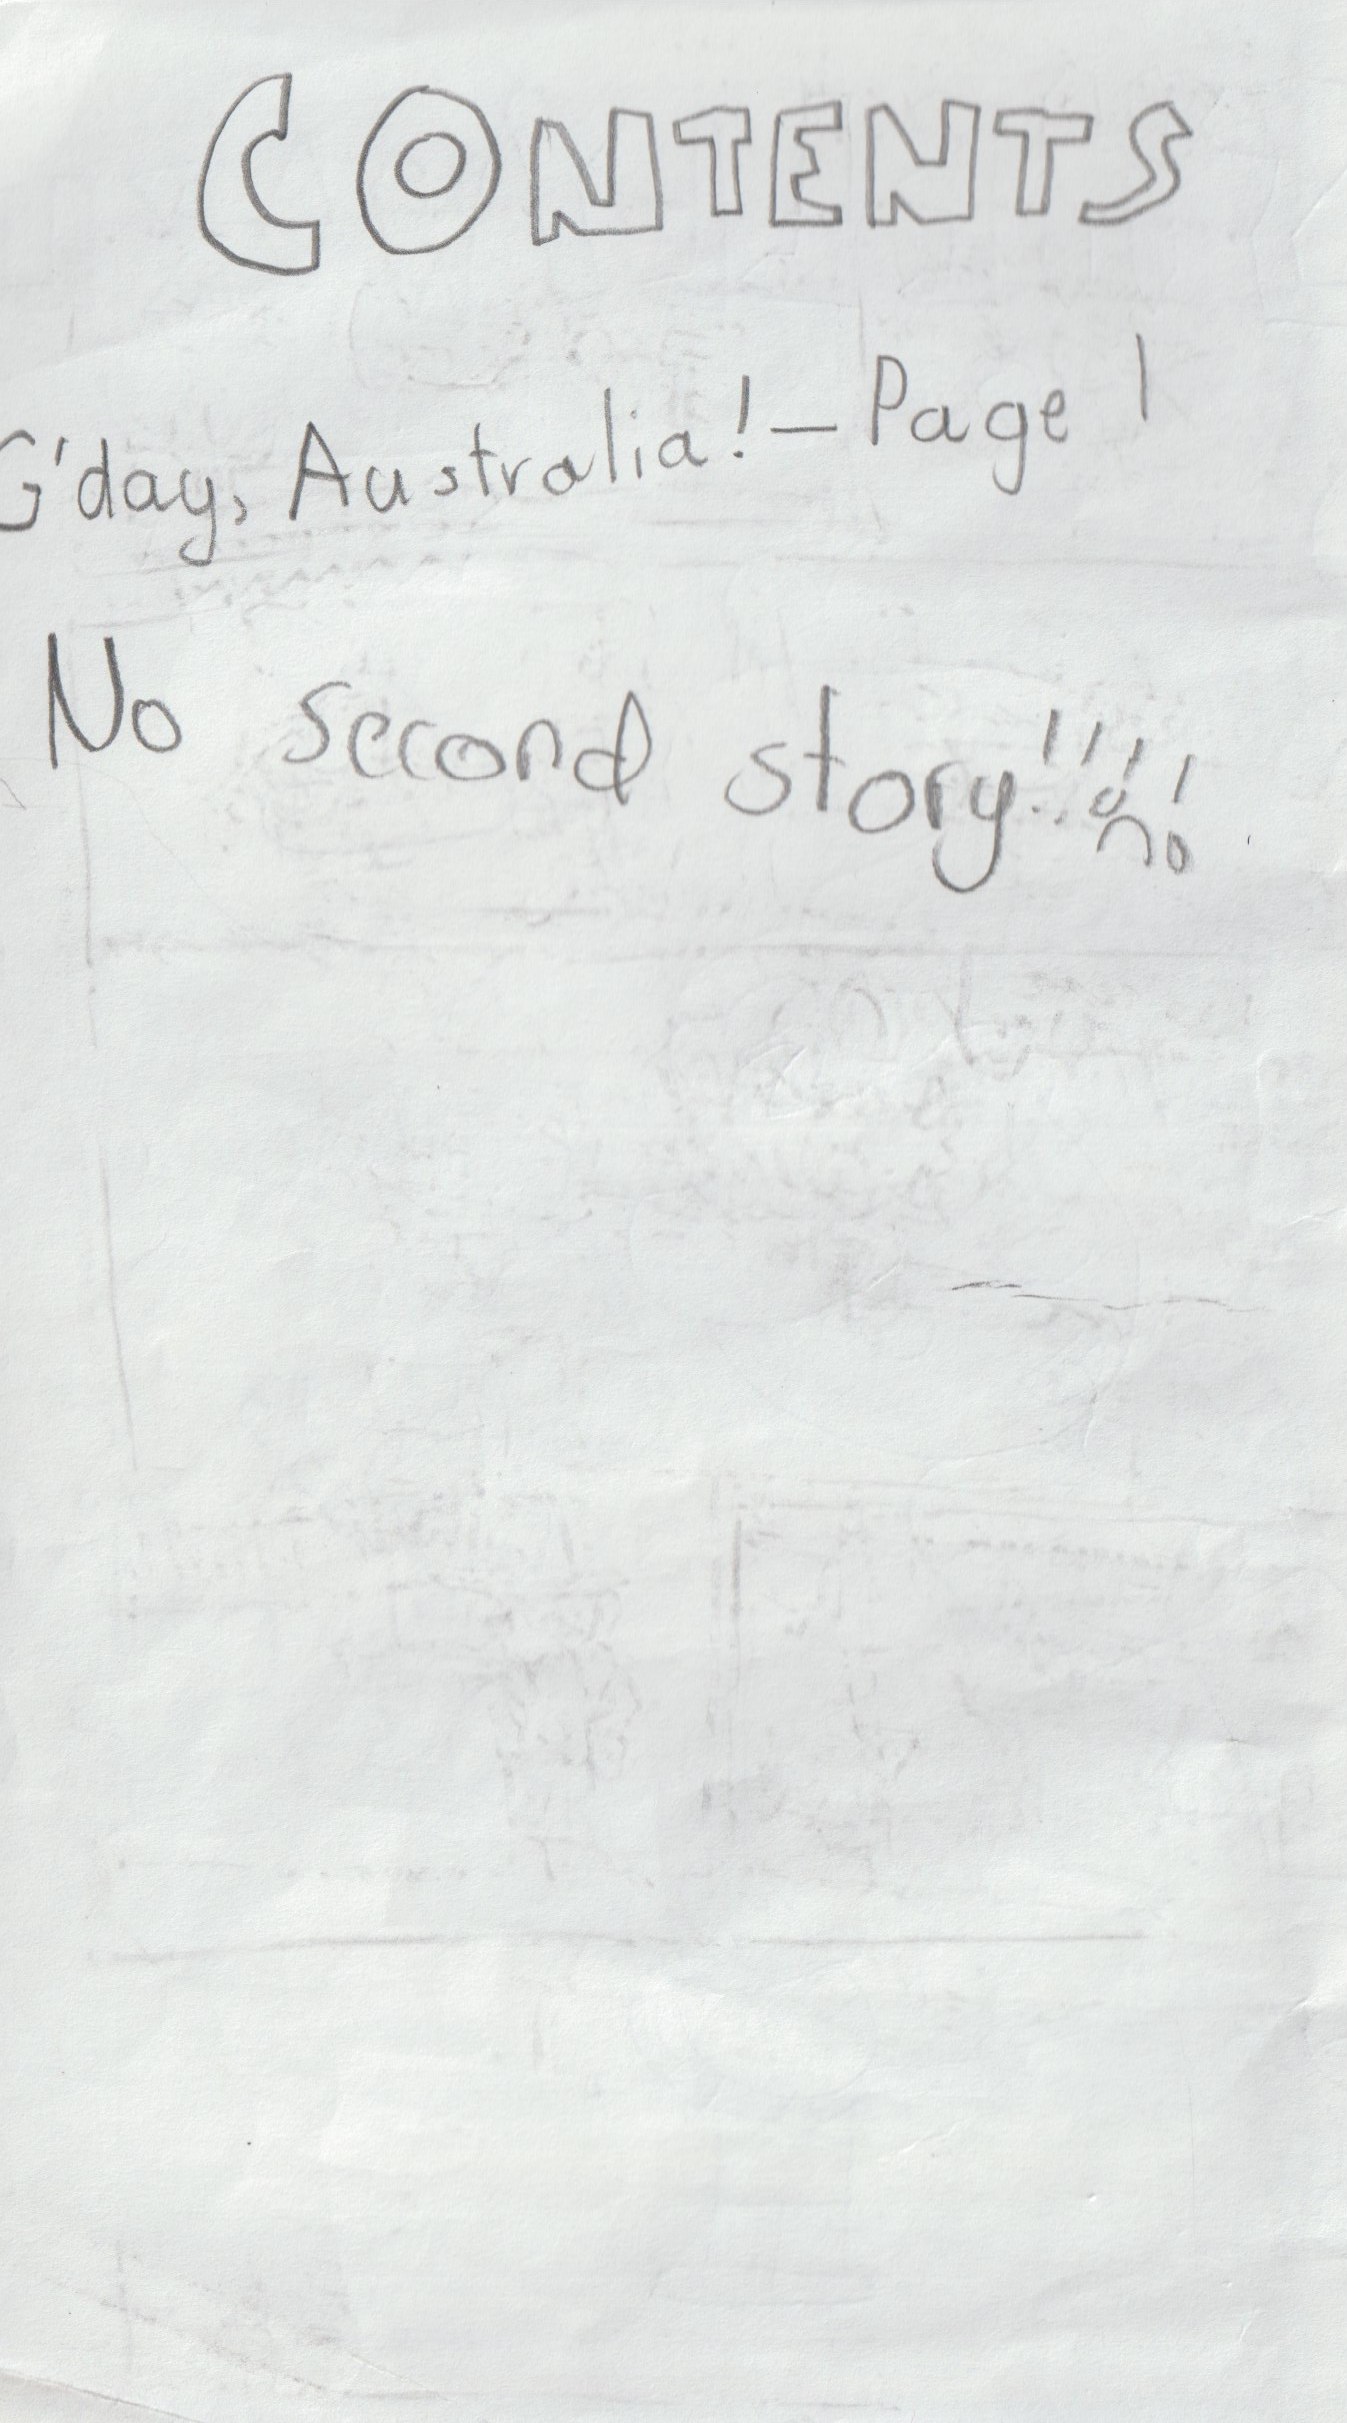 CONTENTS
G'day, Australia! – Page 1
No second story!!!!!